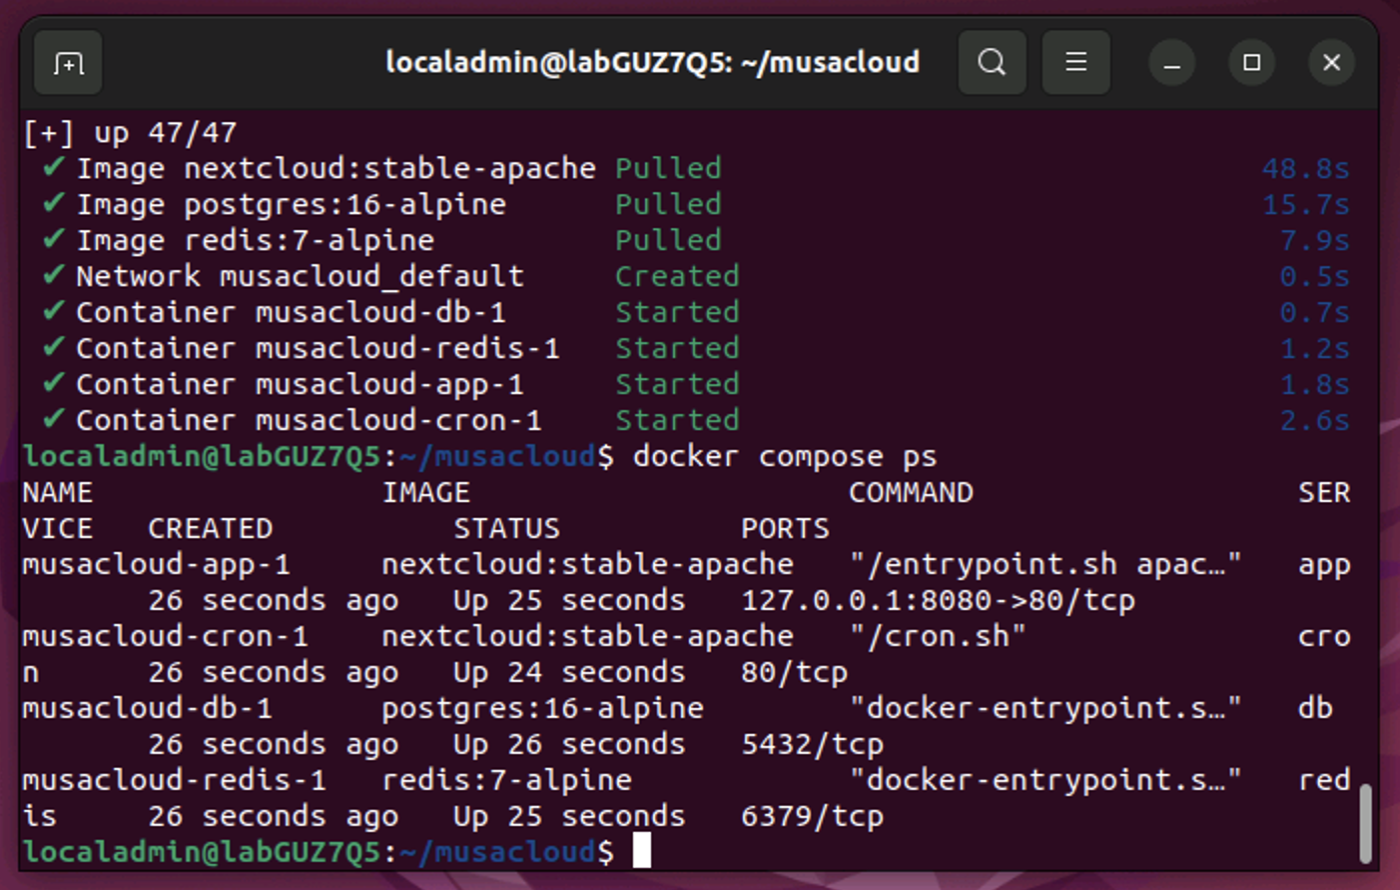 localadmin@labGUZ7Q5: ~/musacloud
[+] up 47/47
✔ Image nextcloud:stable-apache Pulled 48.8s
✔ Image postgres:16-alpine Pulled 15.7s
✔ Image redis:7-alpine Pulled 7.9s
✔ Network musacloud_default Created 0.5s
✔ Container musacloud-db-1 Started 0.7s
✔ Container musacloud-redis-1 Started 1.2s
✔ Container musacloud-app-1 Started 1.8s
✔ Container musacloud-cron-1 Started 2.6s
localadmin@labGUZ7Q5:~/musacloud$ docker compose ps
NAME IMAGE COMMAND SER
VICE CREATED STATUS PORTS
musacloud-app-1 nextcloud:stable-apache "/entrypoint.sh apac…" app
26 seconds ago Up 25 seconds 127.0.0.1:8080->80/tcp
musacloud-cron-1 nextcloud:stable-apache "/cron.sh" cro
n 26 seconds ago Up 24 seconds 80/tcp
musacloud-db-1 postgres:16-alpine "docker-entrypoint.s…" db
26 seconds ago Up 26 seconds 5432/tcp
musacloud-redis-1 redis:7-alpine "docker-entrypoint.s…" red
is 26 seconds ago Up 25 seconds 6379/tcp
localadmin@labGUZ7Q5:~/musacloud$